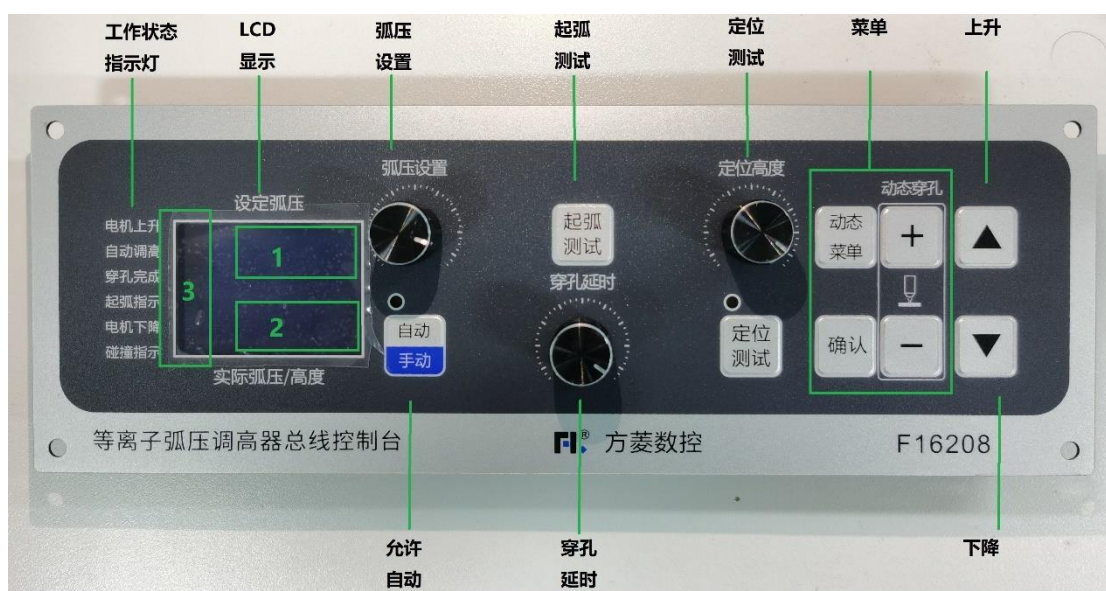 工作状态
指示灯
LCD
显示
弧压
设置
起弧
测试
定位
测试
菜单
上升
弧压设置
定位高度
动态穿孔
设定弧压
电机上升
自动调高
穿孔完成
起弧指示
电机下降
碰撞指示
3
1
2
实际弧压/高度
自动
手动
起弧
测试
穿孔延时
定位
测试
动态
菜单
+
确认
−
等离子弧压调高器总线控制台
® 方菱数控
F16208
允许
自动
穿孔
延时
下降